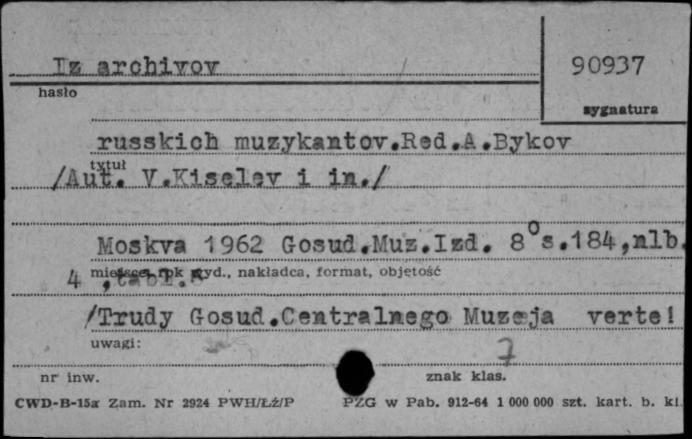 Iz archivov
90937
hasło
sygnatura
russkich muzykantov.Red.A.Bykov
tytuł
/Aut. V.Kiselev i in./
Moskva 1962 Gosud.Muz.Izd. 8°s.184,nlb.
miejsce, rok wyd., nakładca, format, objętość
4 ,tabl.
/Trudy Gosud.Centralnego Muzeja verte!
uwagi:
7
nr inw.
znak klas.
CWD-B-15a Zam. Nr 2924 PWH/Łż/P PZG w Pab. 912-64 1 000 000 szt. kart. b. kl.